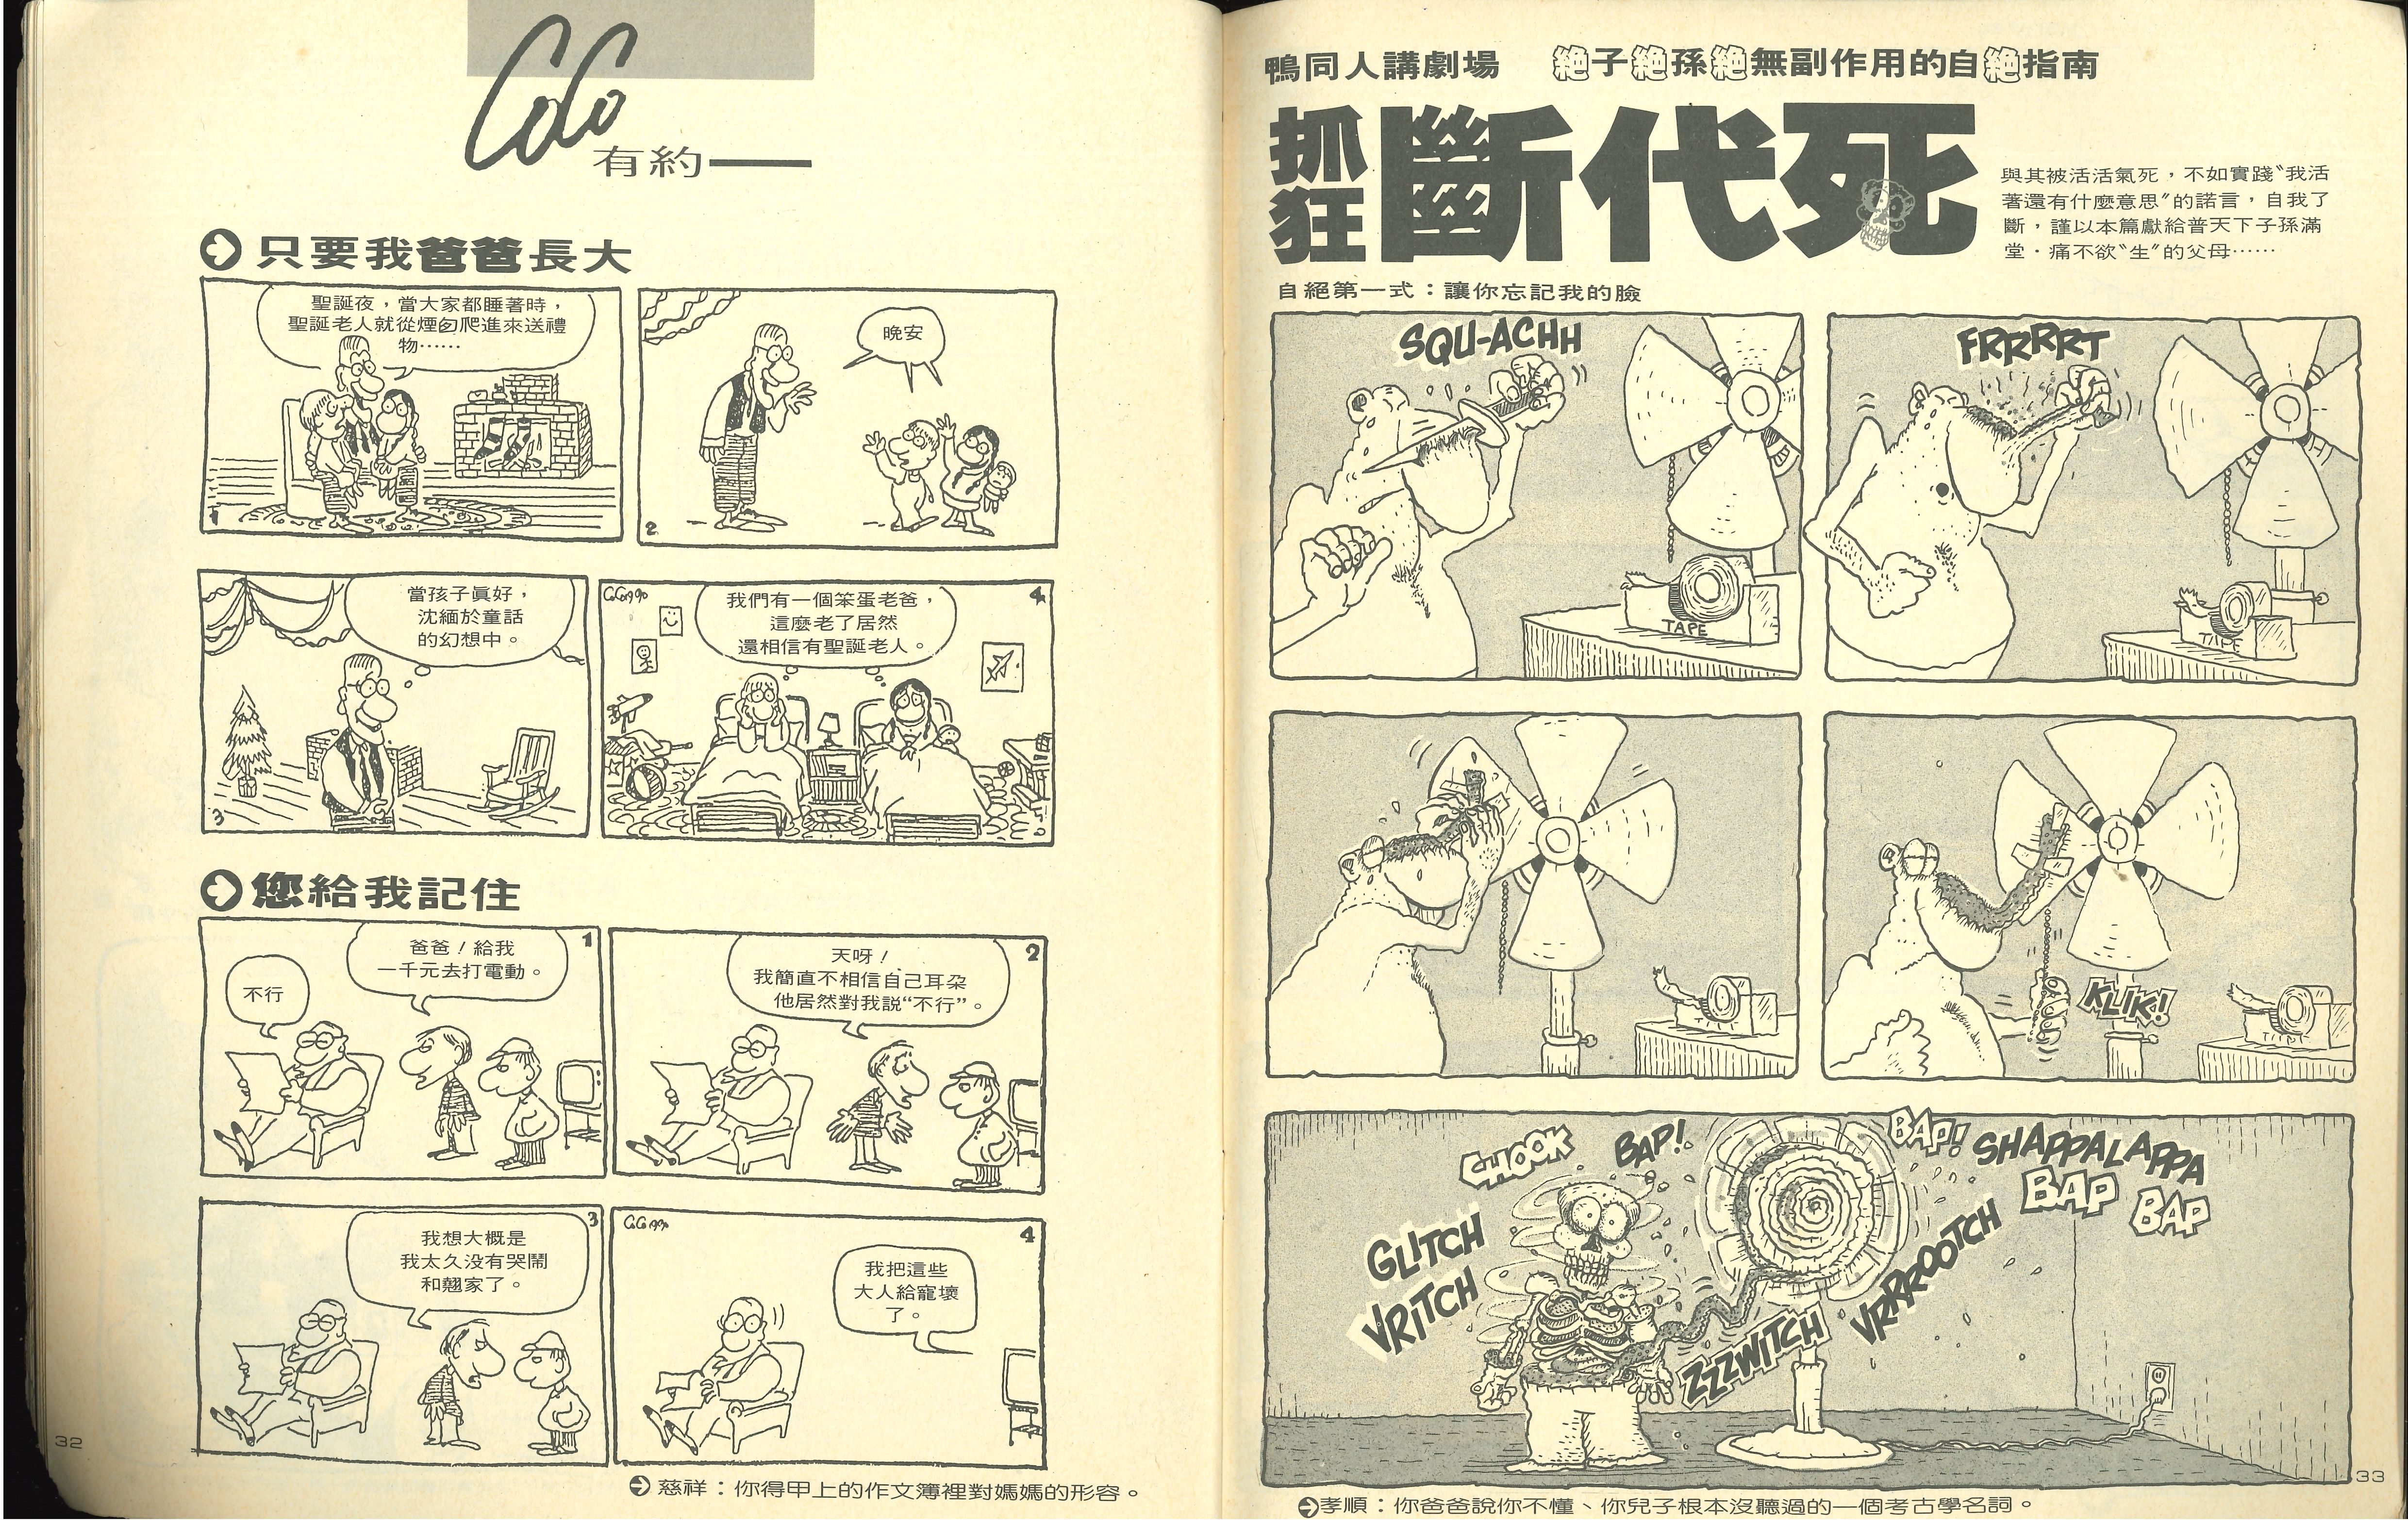 CoCo
有約
只要我爸爸長大
聖誕夜，當大家都睡著時，
聖誕老人就從煙囪爬進來送禮
物……
1
晚安
2
當孩子眞好，
沈緬於童話
的幻想中。
3
CoCo1990
我們有一個笨蛋老爸，
這麼老了居然
還相信有聖誕老人。
4
您給我記住
不行
爸爸！給我
一千元去打電動。
1
天呀！
我簡直不相信自己耳朶
他居然對我説“不行”。
2
我想大概是
我太久没有哭鬧
和翹家了。
3
CoCo1990
我把這些
大人給寵壞
了。
4
32
慈祥：你得甲上的作文簿裡對媽媽的形容。
鴨同人講劇場 絕子絕孫絕無副作用的自絕指南
抓狂斷代死
與其被活活氣死，不如實踐“我活
著還有什麼意思”的諾言，自我了
斷，謹以本篇獻給普天下子孫滿
堂．痛不欲“生”的父母……
自絕第一式：讓你忘記我的臉
SQU-ACHH
TAPE
FRRRRT
TAPE
KLIK!
CHOOK
BAP!
BAP!
SHAPPALAPPA
BAP
BAP
GLITCH
VRITCH
ZZZWITCH
VRRROOTCH
33
孝順：你爸爸說你不懂、你兒子根本沒聽過的一個考古學名詞。